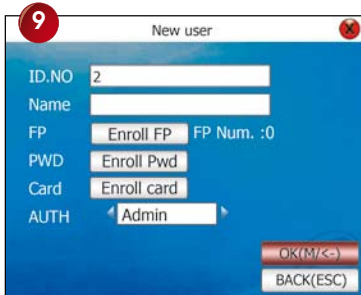 9
New user
ID.NO 2
Name
FP Enroll FP FP Num. :0
PWD Enroll Pwd
Card Enroll card
AUTH Admin
OK(M/<-)
BACK(ESC)